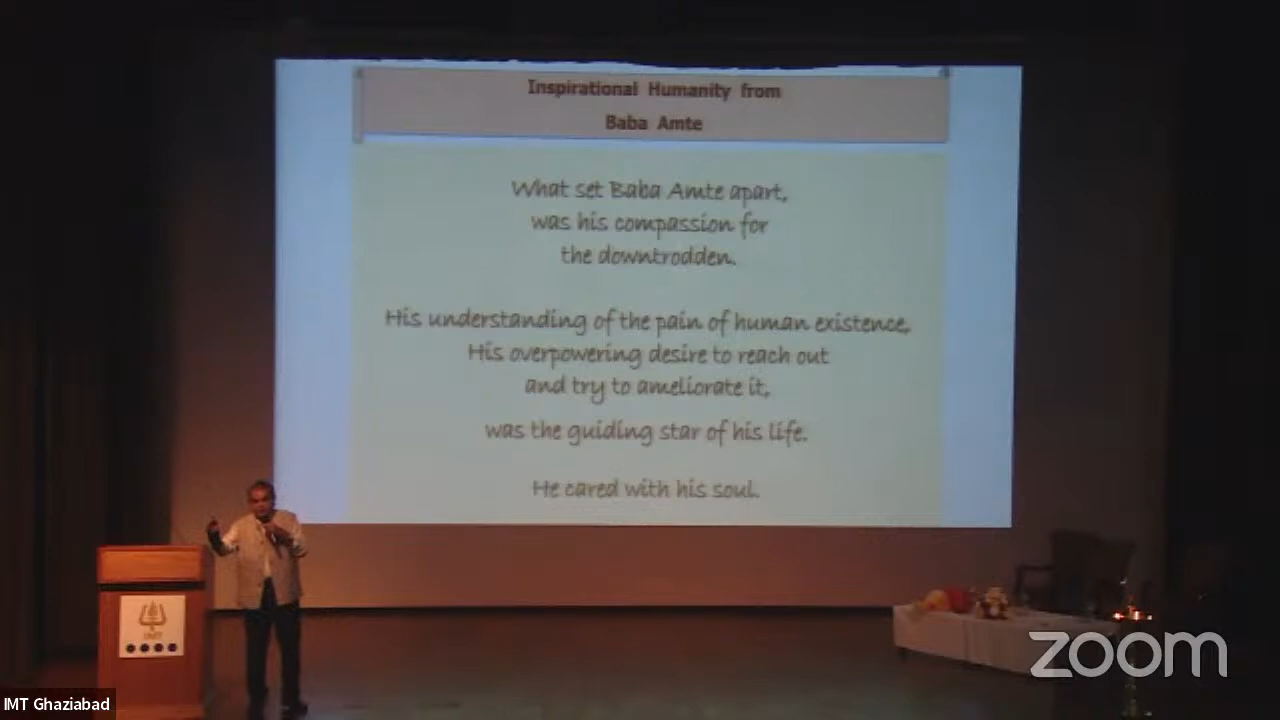 Inspirational Humanity from
Baba Amte
What set Baba Amte apart,
was his compassion for
the downtrodden.
His understanding of the pain of human existence,
His overpowering desire to reach out
and try to ameliorate it,
was the guiding star of his life.
He cared with his soul.
IMT
zoom
IMT Ghaziabad